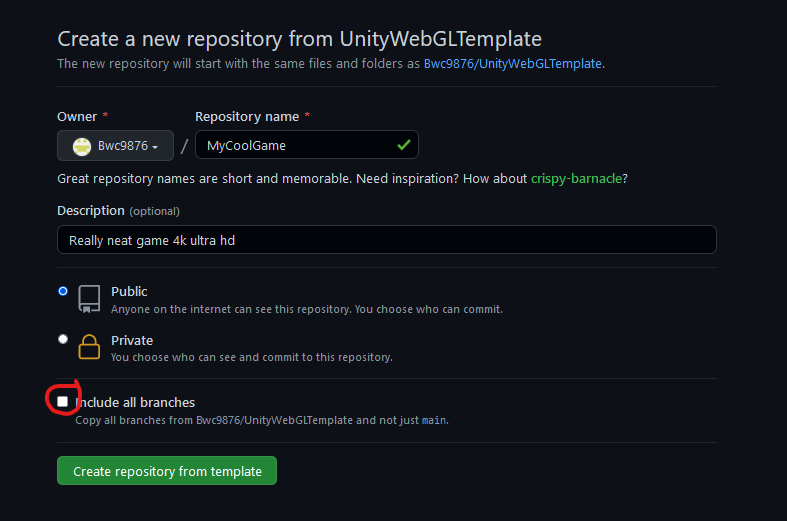 Create a new repository from UnityWebGLTemplate
The new repository will start with the same files and folders as Bwc9876/UnityWebGLTemplate.
Owner * Repository name *
Bwc9876 / MyCoolGame
Great repository names are short and memorable. Need inspiration? How about crispy-barnacle?
Description (optional)
Really neat game 4k ultra hd
Public
Anyone on the internet can see this repository. You choose who can commit.
Private
You choose who can see and commit to this repository.
Include all branches
Copy all branches from Bwc9876/UnityWebGLTemplate and not just main.
Create repository from template